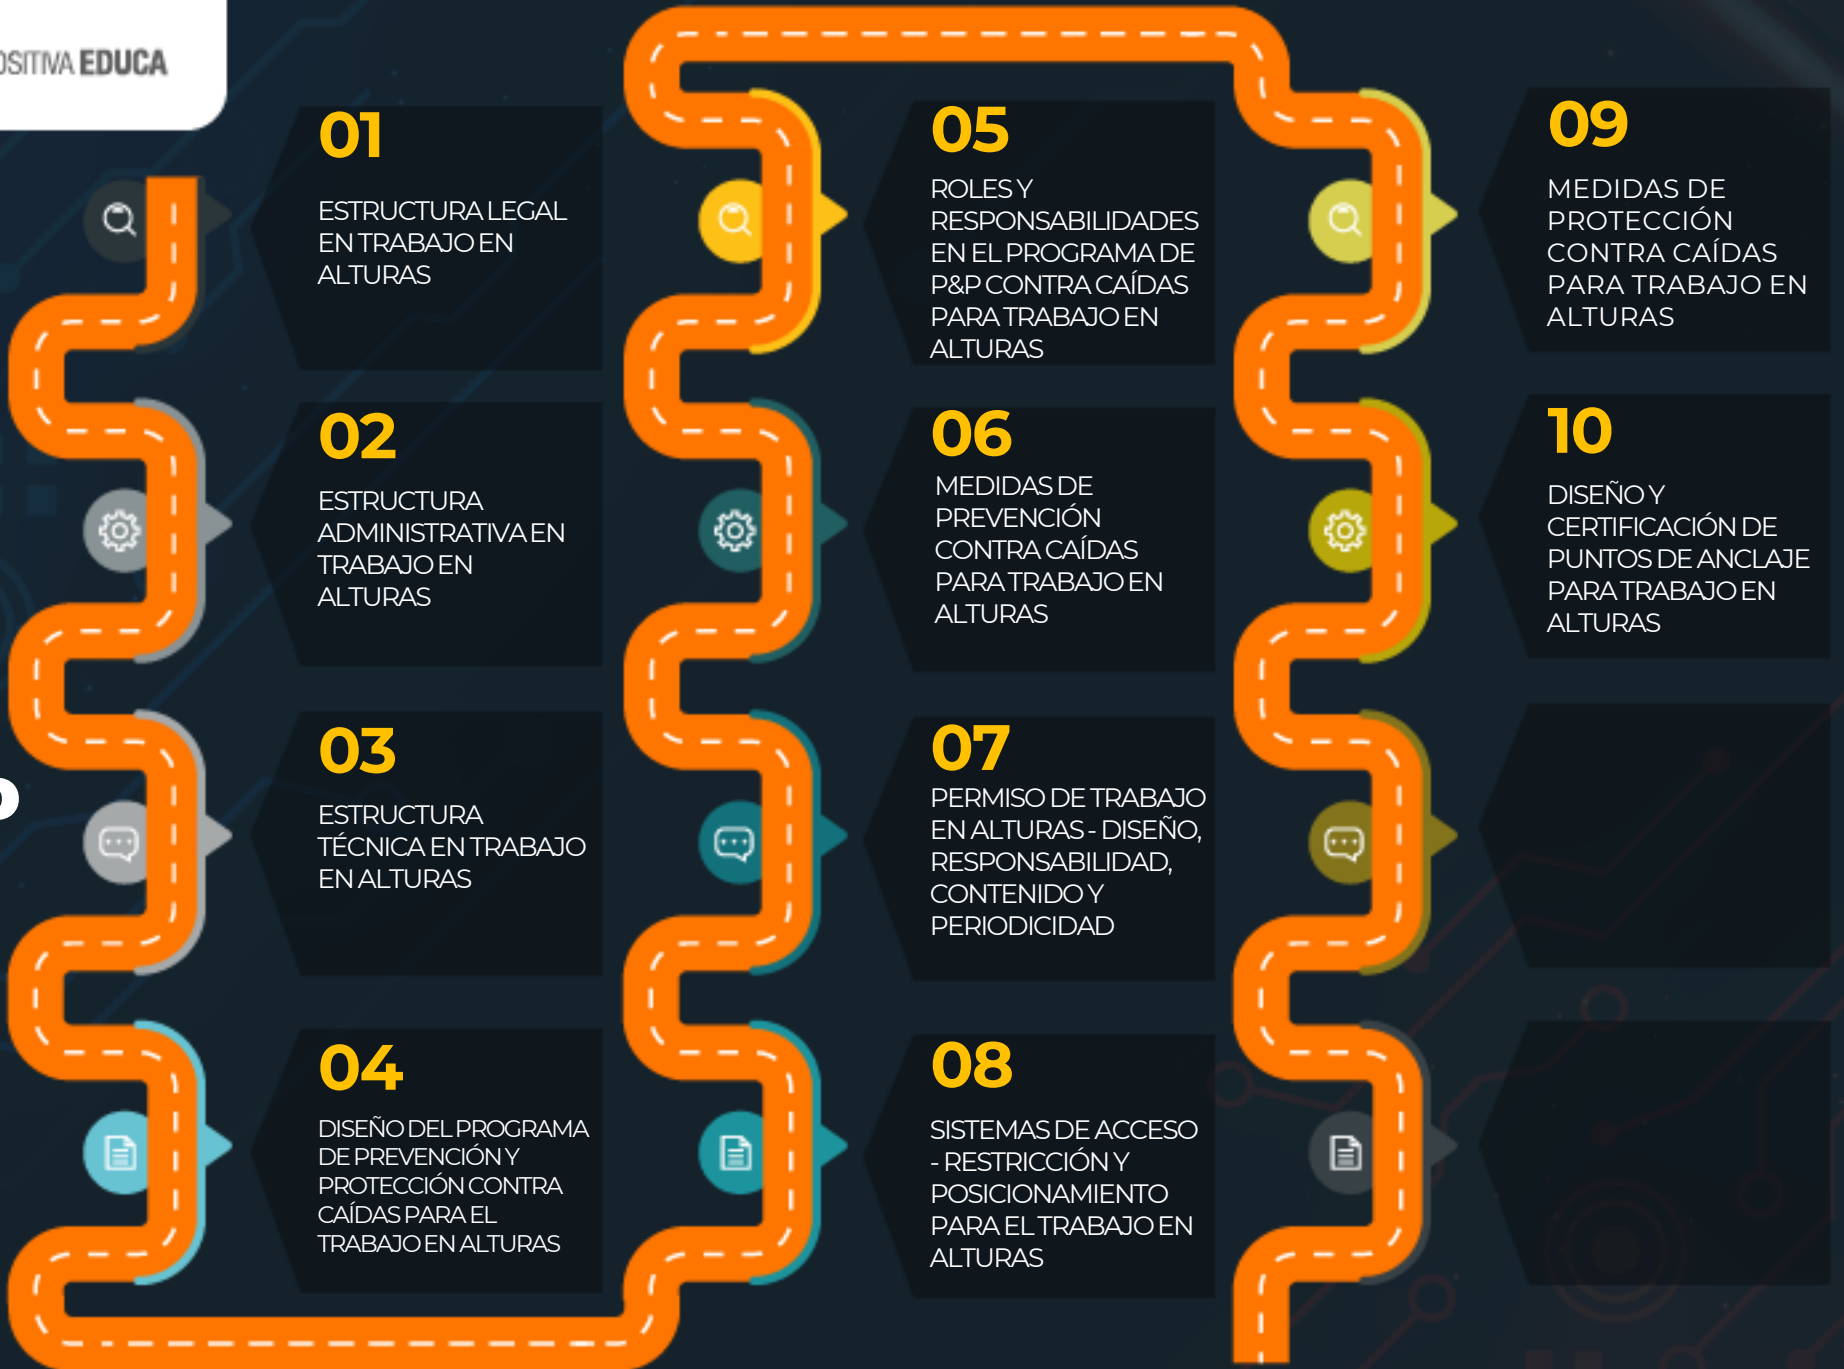 EDUCA
01
ESTRUCTURA LEGAL
EN TRABAJO EN
ALTURAS
02
ESTRUCTURA
ADMINISTRATIVA EN
TRABAJO EN
ALTURAS
03
ESTRUCTURA
TÉCNICA EN TRABAJO
EN ALTURAS
04
DISEÑO DEL PROGRAMA
DE PREVENCIÓN Y
PROTECCIÓN CONTRA
CAÍDAS PARA EL
TRABAJO EN ALTURAS
05
ROLES Y
RESPONSABILIDADES
EN EL PROGRAMA DE
P&P CONTRA CAÍDAS
PARA TRABAJO EN
ALTURAS
06
MEDIDAS DE
PREVENCIÓN
CONTRA CAÍDAS
PARA TRABAJO EN
ALTURAS
07
PERMISO DE TRABAJO
EN ALTURAS - DISEÑO,
RESPONSABILIDAD,
CONTENIDO Y
PERIODICIDAD
08
SISTEMAS DE ACCESO
- RESTRICCIÓN Y
POSICIONAMIENTO
PARA EL TRABAJO EN
ALTURAS
09
MEDIDAS DE
PROTECCIÓN
CONTRA CAÍDAS
PARA TRABAJO EN
ALTURAS
10
DISEÑO Y
CERTIFICACIÓN DE
PUNTOS DE ANCLAJE
PARA TRABAJO EN
ALTURAS